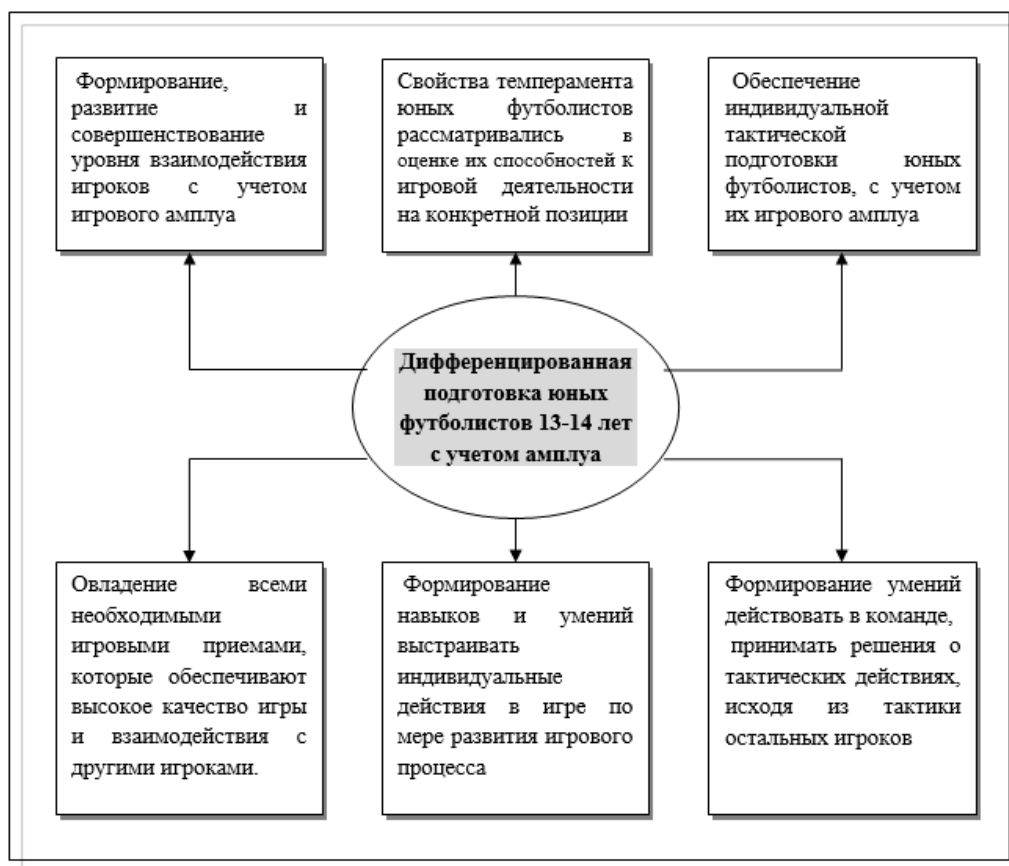 Формирование,
развитие и
совершенствование
уровня взаимодействия
игроков с учетом
игрового амплуа
Свойства темперамента
юных футболистов
рассматривались в
оценке их способностей к
игровой деятельности
на конкретной позиции
Обеспечение
индивидуальной
тактической
подготовки юных
футболистов, с учетом
их игрового амплуа
Дифференцированная
подготовка юных
футболистов 13-14 лет
с учетом амплуа
Овладение всеми
необходимыми
игровыми приемами,
которые обеспечивают
высокое качество игры
и взаимодействия с
другими игроками.
Формирование
навыков и умений
выстраивать
индивидуальные
действия в игре по
мере развития игрового
процесса
Формирование умений
действовать в команде,
принимать решения о
тактических действиях,
исходя из тактики
остальных игроков